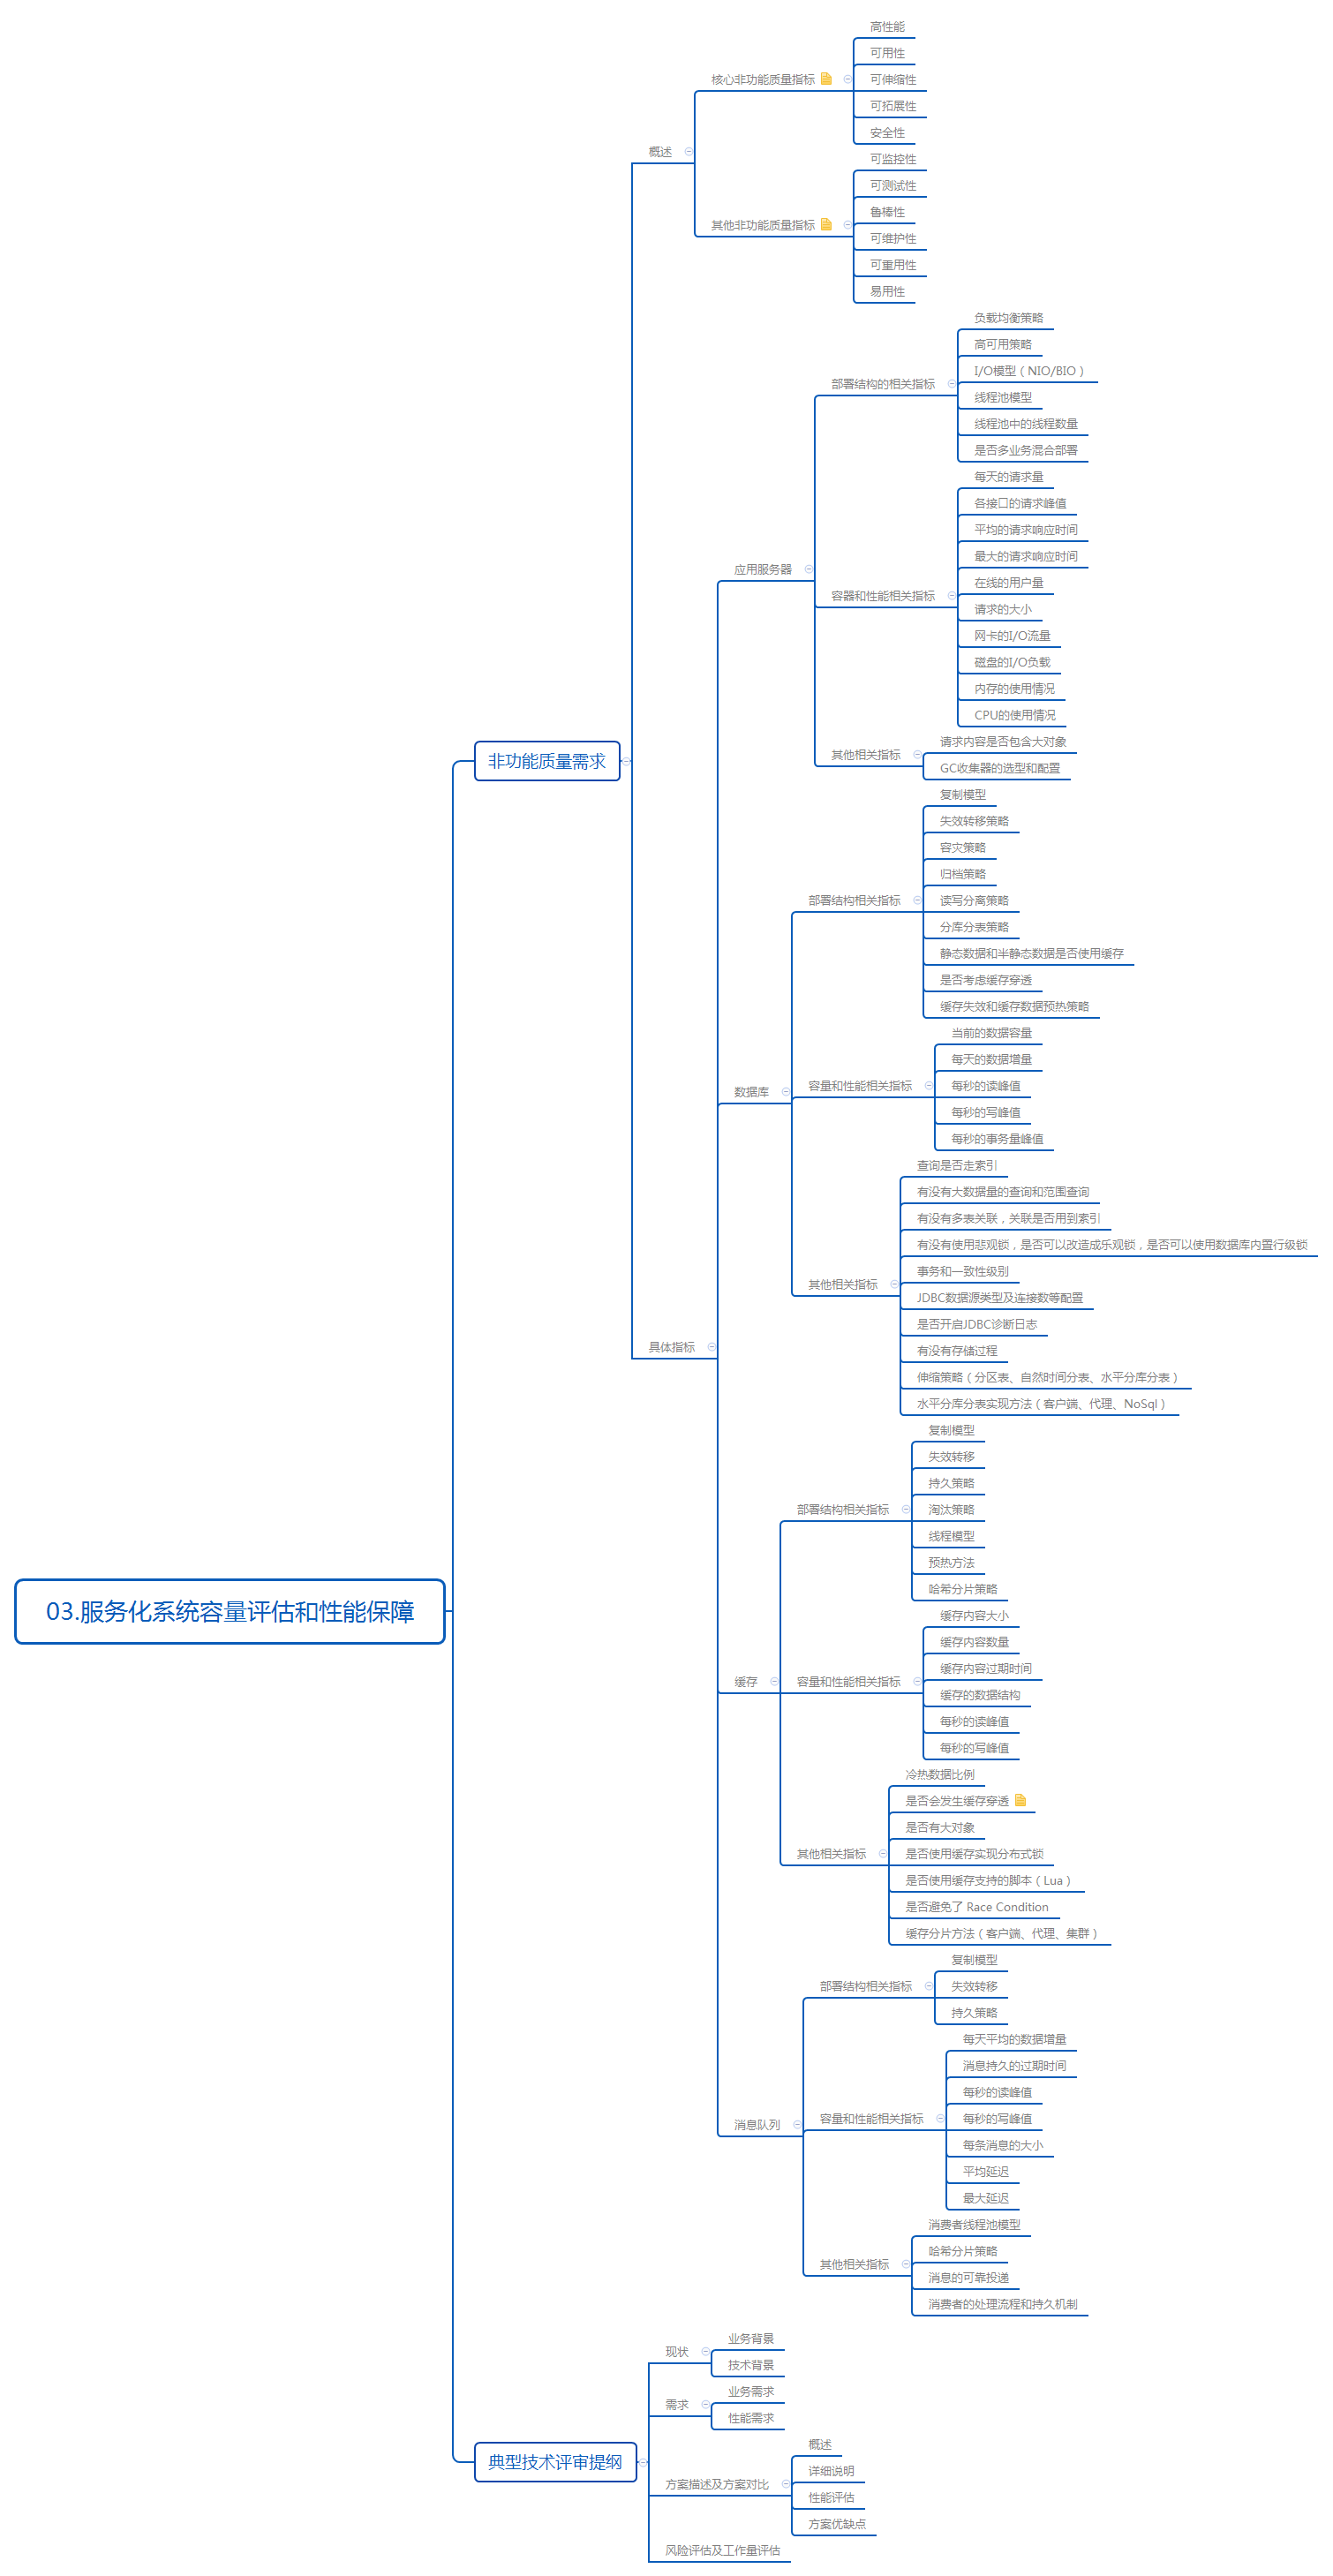 高性能
可用性
核心非功能质量指标
可伸缩性
可拓展性
安全性
概述
可监控性
可测试性
鲁棒性
其他非功能质量指标
可维护性
可重用性
易用性
负载均衡策略
高可用策略
I/O模型（NIO/BIO）
部署结构的相关指标
线程池模型
线程池中的线程数量
是否多业务混合部署
每天的请求量
各接口的请求峰值
平均的请求响应时间
最大的请求响应时间
应用服务器
在线的用户量
容器和性能相关指标
请求的大小
网卡的I/O流量
磁盘的I/O负载
内存的使用情况
CPU的使用情况
请求内容是否包含大对象
其他相关指标
非功能质量需求
GC收集器的选型和配置
复制模型
失效转移策略
容灾策略
归档策略
部署结构相关指标
读写分离策略
分库分表策略
静态数据和半静态数据是否使用缓存
是否考虑缓存穿透
缓存失效和缓存数据预热策略
当前的数据容量
每天的数据增量
容量和性能相关指标
每秒的读峰值
数据库
每秒的写峰值
每秒的事务量峰值
查询是否走索引
有没有大数据量的查询和范围查询
有没有多表关联，关联是否用到索引
有没有使用悲观锁，是否可以改造成乐观锁，是否可以使用数据库内置行级锁
事务和一致性级别
其他相关指标
JDBC数据源类型及连接数等配置
是否开启JDBC诊断日志
具体指标
有没有存储过程
伸缩策略（分区表、自然时间分表、水平分库分表）
水平分库分表实现方法（客户端、代理、NoSql）
复制模型
失效转移
持久策略
部署结构相关指标
淘汰策略
线程模型
预热方法
哈希分片策略
03.服务化系统容量评估和性能保障
缓存内容大小
缓存内容数量
缓存内容过期时间
缓存
容量和性能相关指标
缓存的数据结构
每秒的读峰值
每秒的写峰值
冷热数据比例
是否会发生缓存穿透
是否有大对象
其他相关指标
是否使用缓存实现分布式锁
是否使用缓存支持的脚本（Lua）
是否避免了 Race Condition
缓存分片方法（客户端、代理、集群）
复制模型
部署结构相关指标
失效转移
持久策略
每天平均的数据增量
消息持久的过期时间
每秒的读峰值
消息队列
容量和性能相关指标
每秒的写峰值
每条消息的大小
平均延迟
最大延迟
消费者线程池模型
哈希分片策略
其他相关指标
消息的可靠投递
消费者的处理流程和持久机制
业务背景
现状
技术背景
业务需求
需求
性能需求
概述
典型技术评审提纲
详细说明
方案描述及方案对比
性能评估
方案优缺点
风险评估及工作量评估